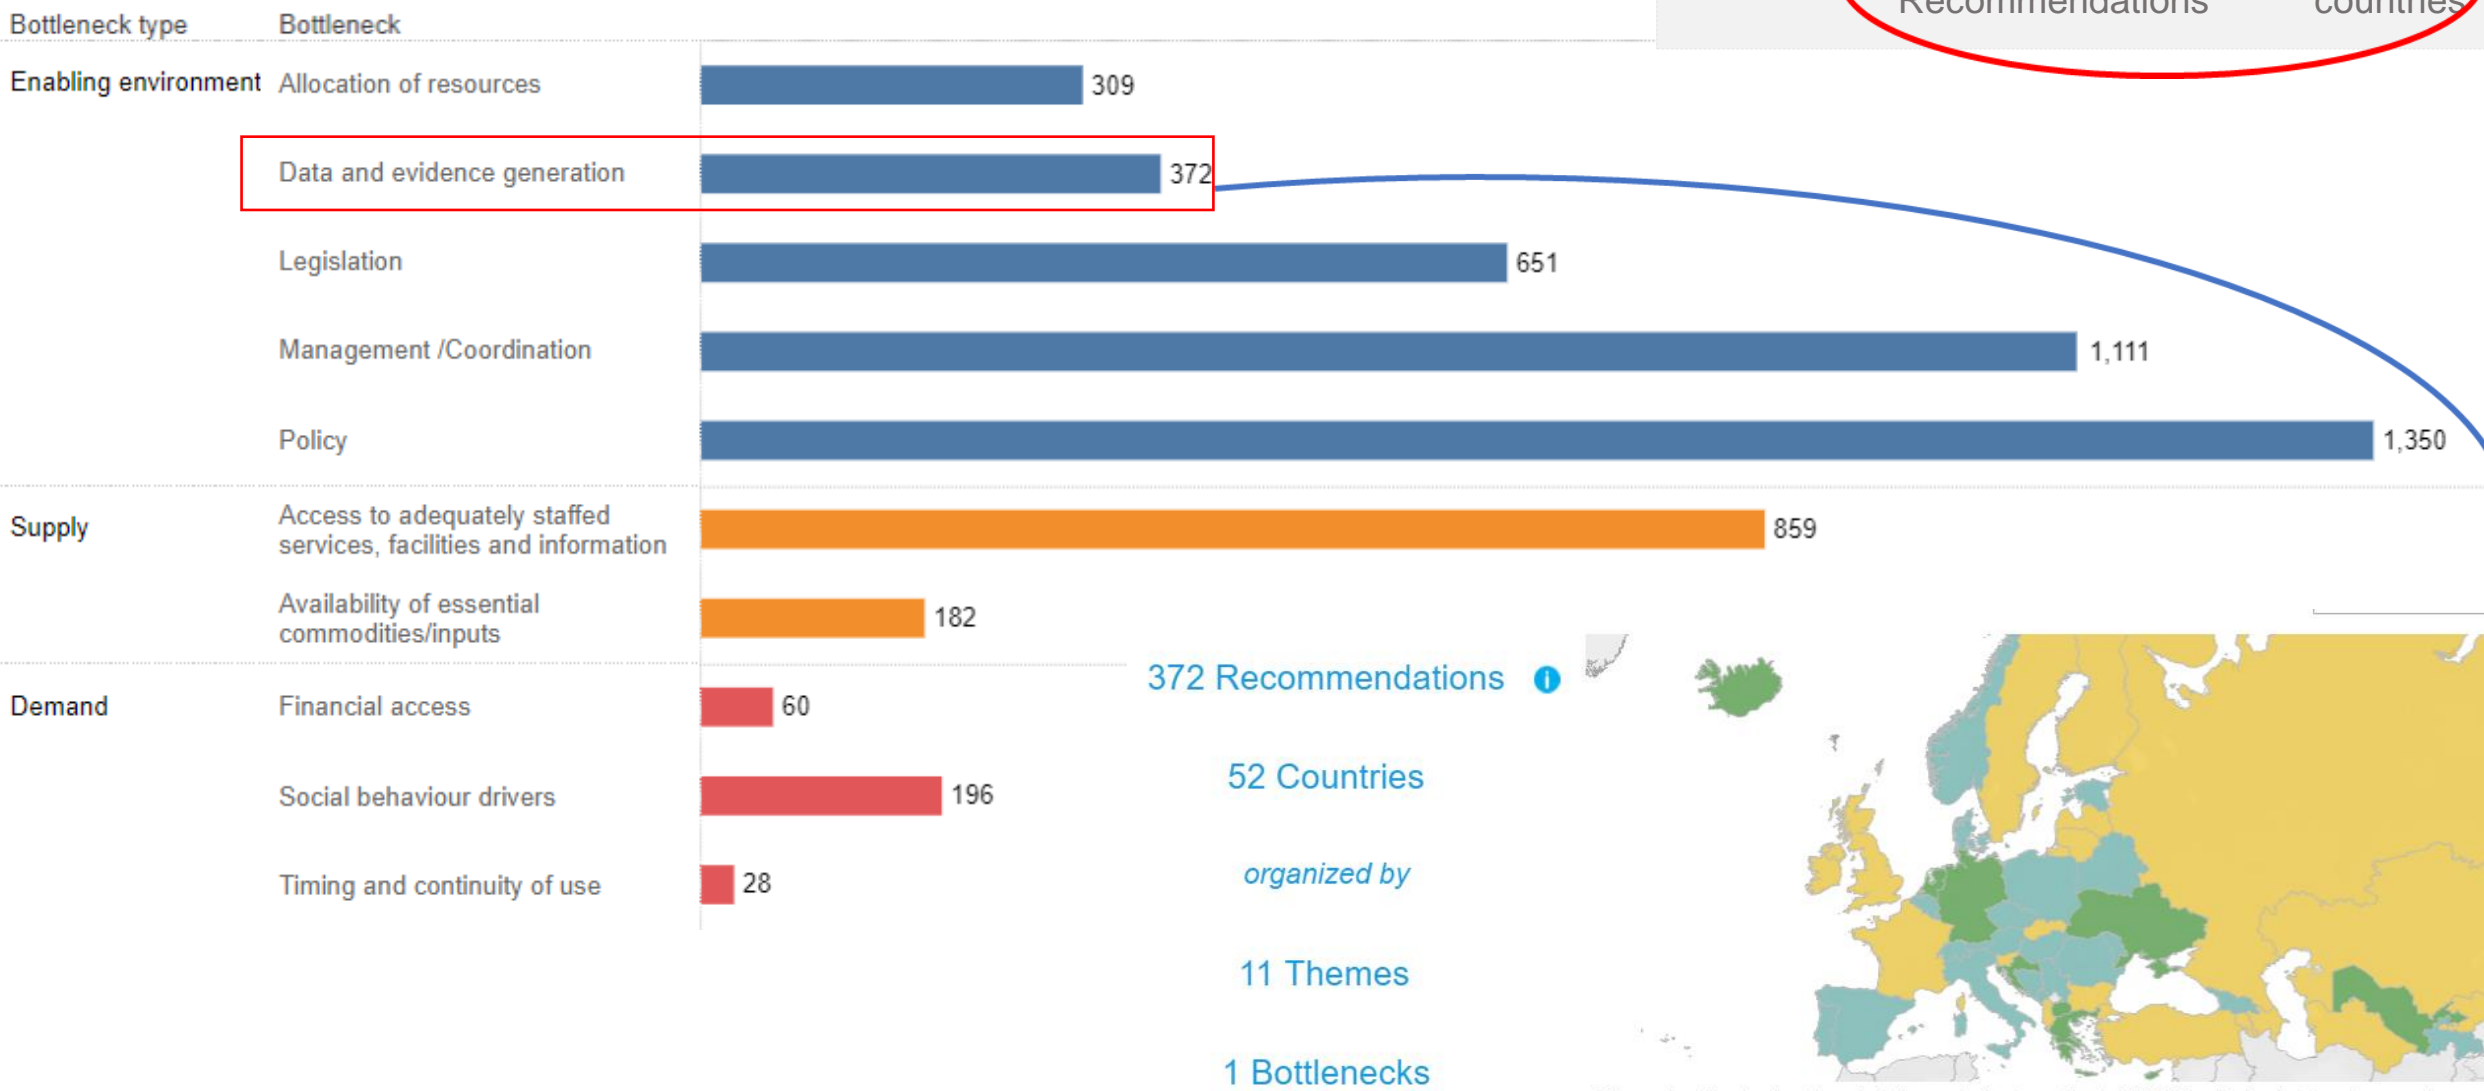 Recommendations countries
Bottleneck type Bottleneck
Enabling environment Allocation of resources 309
Data and evidence generation 372
Legislation 651
Management /Coordination 1,111
Policy 1,350
Supply Access to adequately staffed
services, facilities and information 859
Availability of essential
commodities/inputs 182
Demand Financial access 60
Social behaviour drivers 196
Timing and continuity of use 28
372 Recommendations i
52 Countries
organized by
11 Themes
1 Bottlenecks